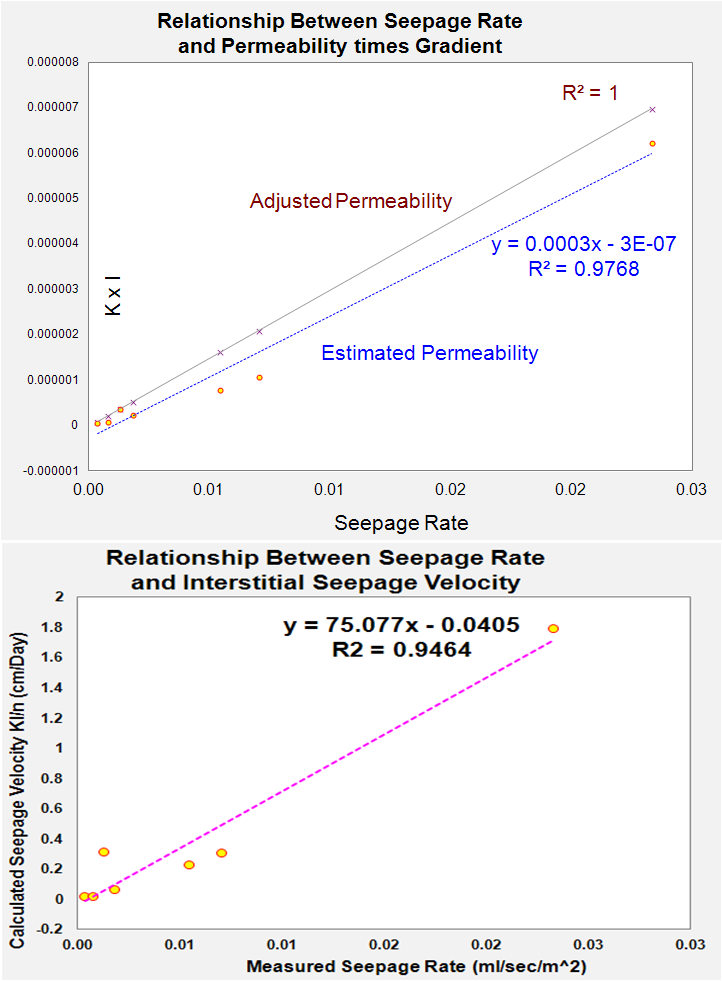 Relationship Between Seepage Rate
and Permeability times Gradient
0.000008
0.000007
0.000006
0.000005
0.000004
0.000003
0.000002
0.000001
0
-0.000001
K x I
R² = 1
Adjusted Permeability
y = 0.0003x - 3E-07
R² = 0.9768
Estimated Permeability
0.00 0.01 0.01 0.02 0.02 0.03
Seepage Rate
Relationship Between Seepage Rate
and Interstitial Seepage Velocity
2
1.8
1.6
1.4
1.2
1
0.8
0.6
0.4
0.2
0
-0.2
Calculated Seepage Velocity KI/n (cm/Day)
y = 75.077x - 0.0405
R2 = 0.9464
0.00 0.01 0.01 0.02 0.02 0.03 0.03
Measured Seepage Rate (ml/sec/m^2)